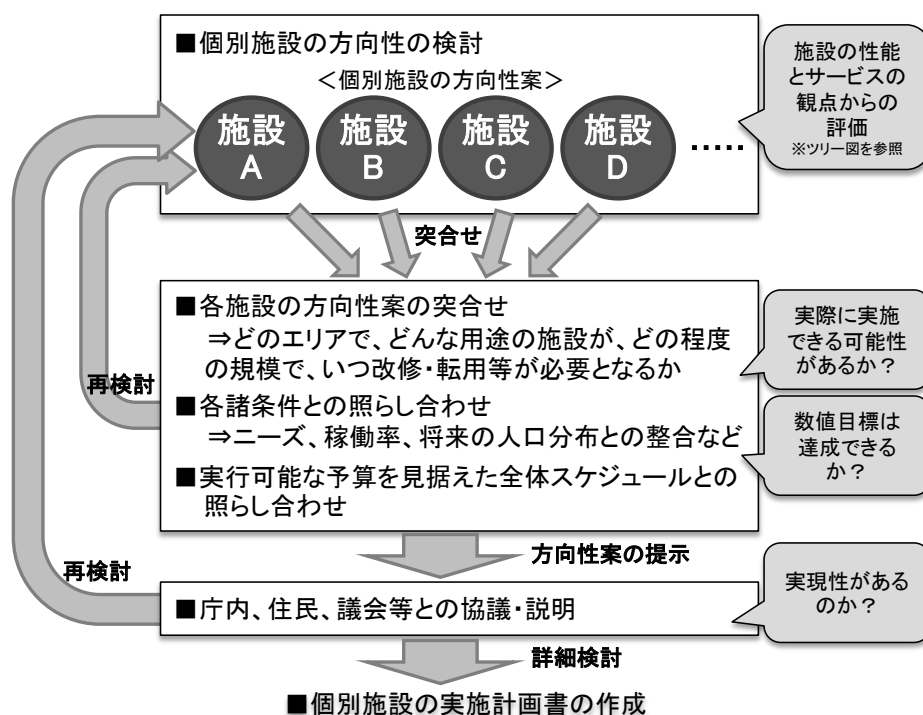 ■個別施設の方向性の検討
＜個別施設の方向性案＞
施設
A
施設
B
施設
C
施設
D
‥‥‥
施設の性能
とサービスの
観点からの
評価
※ツリー図を参照
突合せ
■各施設の方向性案の突合せ
⇒どのエリアで、どんな用途の施設が、どの程度
の規模で、いつ改修・転用等が必要となるか
■各諸条件との照らし合わせ
⇒ニーズ、稼働率、将来の人口分布との整合など
■実行可能な予算を見据えた全体スケジュールとの
照らし合わせ
実際に実施
できる可能性
があるか？
数値目標は
達成できる
か？
再検討
方向性案の提示
再検討
■庁内、住民、議会等との協議・説明
実現性がある
のか？
詳細検討
■個別施設の実施計画書の作成